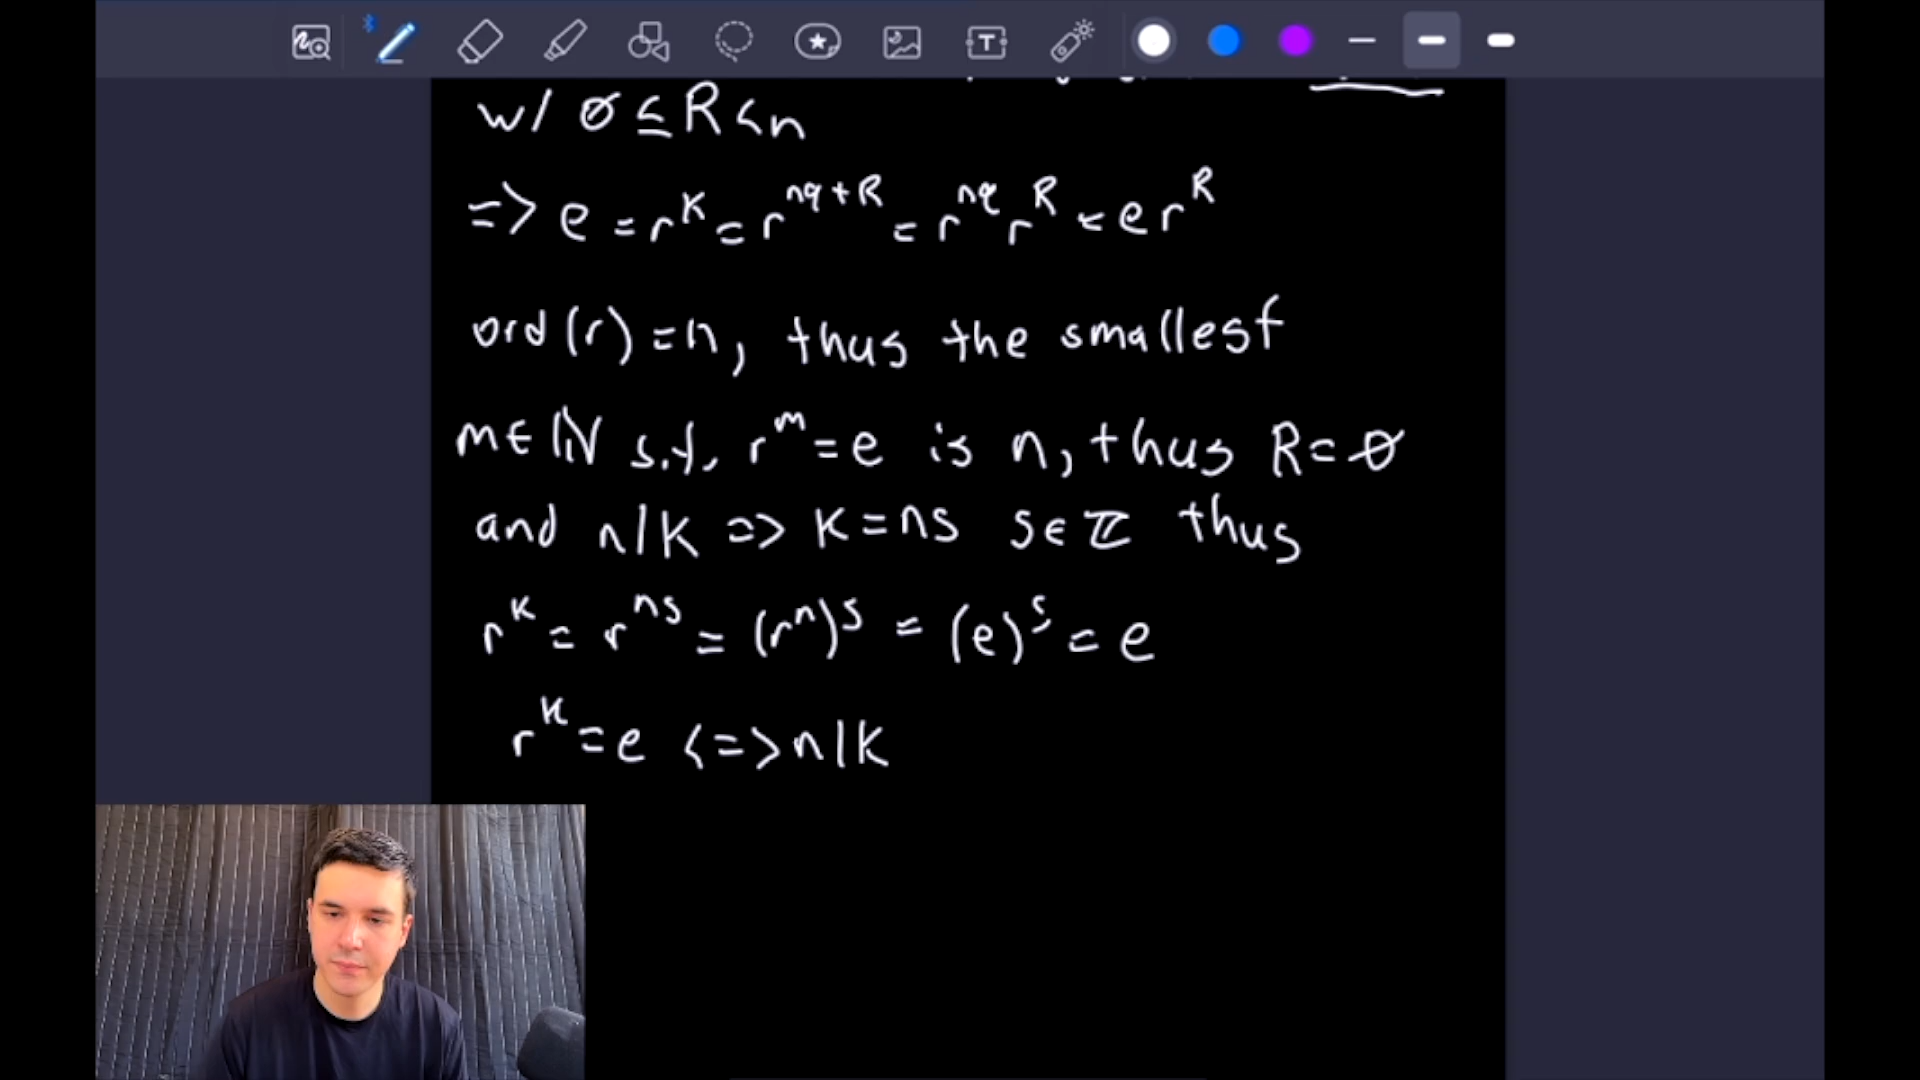 w/ 0 ≤ R < n
=> e = r^k = r^{nq+R} = r^{nq} r^R = e r^R
ord(r) = n, thus the smallest
m ∈ ℕ s.t. r^m = e is n, thus R = 0
and n|k => k = ns s ∈ ℤ thus
r^k = r^{ns} = (r^n)^s = (e)^s = e
r^k = e <=> n|k